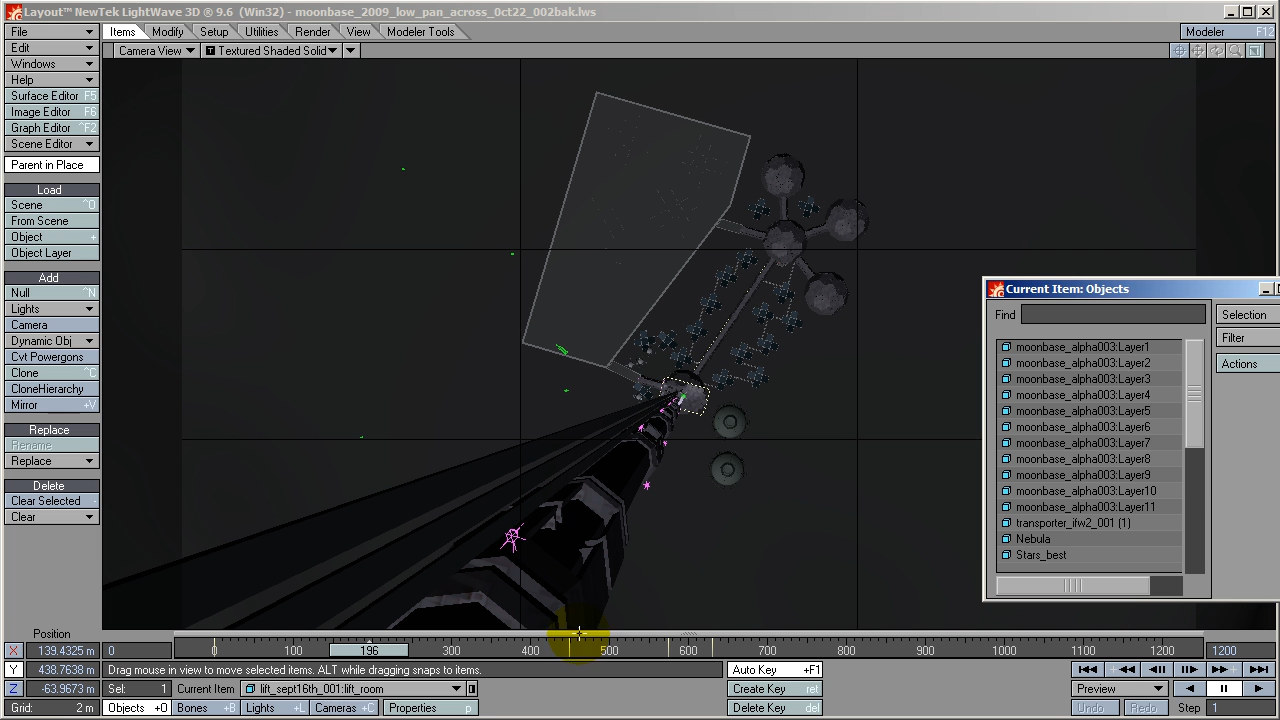 Layout™ NewTek LightWave 3D ® 9.6 (Win32) - moonbase_2009_low_pan_across_Oct22_002bak.lws
File
Items Modify Setup Utilities Render View Modeler Tools
Modeler F12
Edit
Camera View Textured Shaded Solid
Windows
Help
Surface Editor F5
Image Editor F6
Graph Editor ^F2
Scene Editor
Parent in Place
Load
Scene ^O
From Scene
Object +
Object Layer
Add
Null ^N
Lights
Camera
Dynamic Obj
Cvt Powergons
Clone ^C
CloneHierarchy
Mirror +V
Replace
Rename
Replace
Delete
Clear Selected -
Clear
Current Item: Objects
Find
Selection
Filter
Actions
moonbase_alpha003:Layer1
moonbase_alpha003:Layer2
moonbase_alpha003:Layer3
moonbase_alpha003:Layer4
moonbase_alpha003:Layer5
moonbase_alpha003:Layer6
moonbase_alpha003:Layer7
moonbase_alpha003:Layer8
moonbase_alpha003:Layer9
moonbase_alpha003:Layer10
moonbase_alpha003:Layer11
transporter_ifw2_001 (1)
Nebula
Stars_best
Position
X 139.4325 m 0 0 100 196 300 400 500 600 700 800 900 1000 1100 1200 1200
Y 438.7638 m Drag mouse in view to move selected items. ALT while dragging snaps to items. Auto Key +F1
Z -63.9673 m Sel: 1 Current Item lift_sept16th_001:lift_room Create Key ret Preview
Grid: 2 m Objects +O Bones +B Lights +L Cameras +C Properties p Delete Key del Undo Redo Step 1